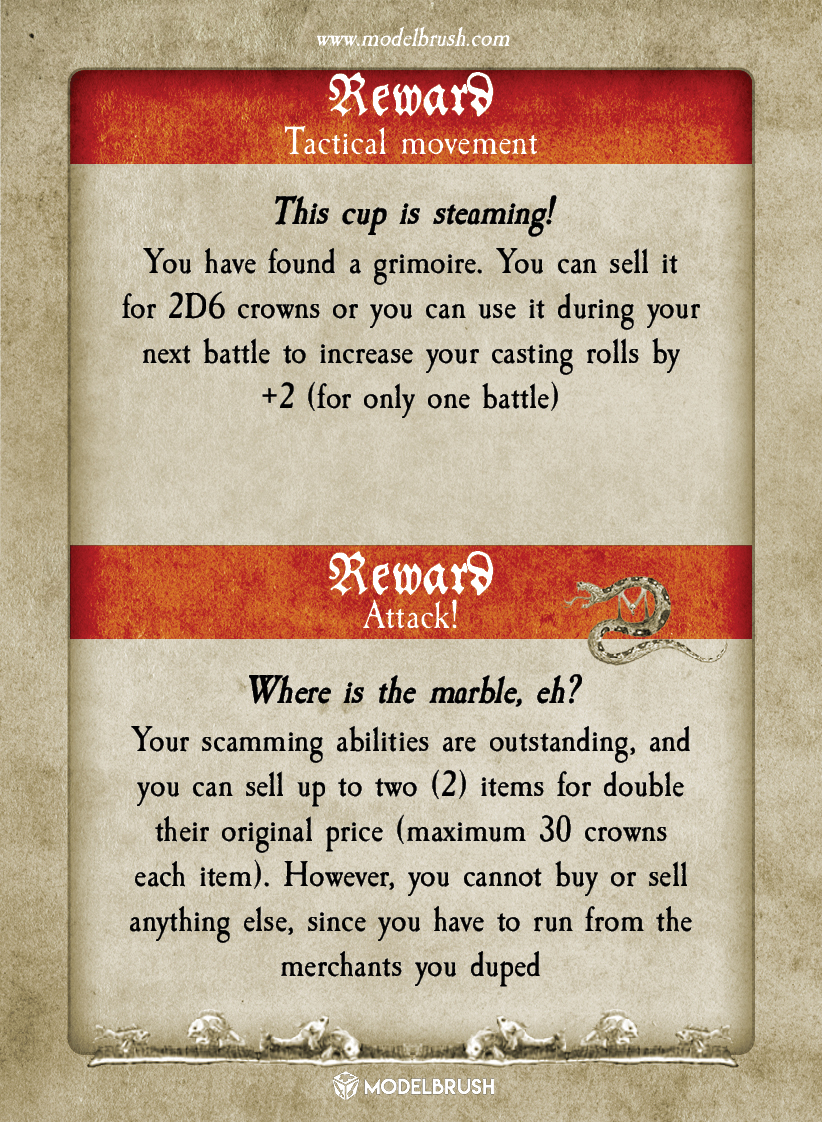 www.modelbrush.com
Reward
Tactical movement
This cup is steaming!
You have found a grimoire. You can sell it
for 2D6 crowns or you can use it during your
next battle to increase your casting rolls by
+2 (for only one battle)
Reward
Attack!
M
Where is the marble, eh?
Your scamming abilities are outstanding, and
you can sell up to two (2) items for double
their original price (maximum 30 crowns
each item). However, you cannot buy or sell
anything else, since you have to run from the
merchants you duped
MODELBRUSH